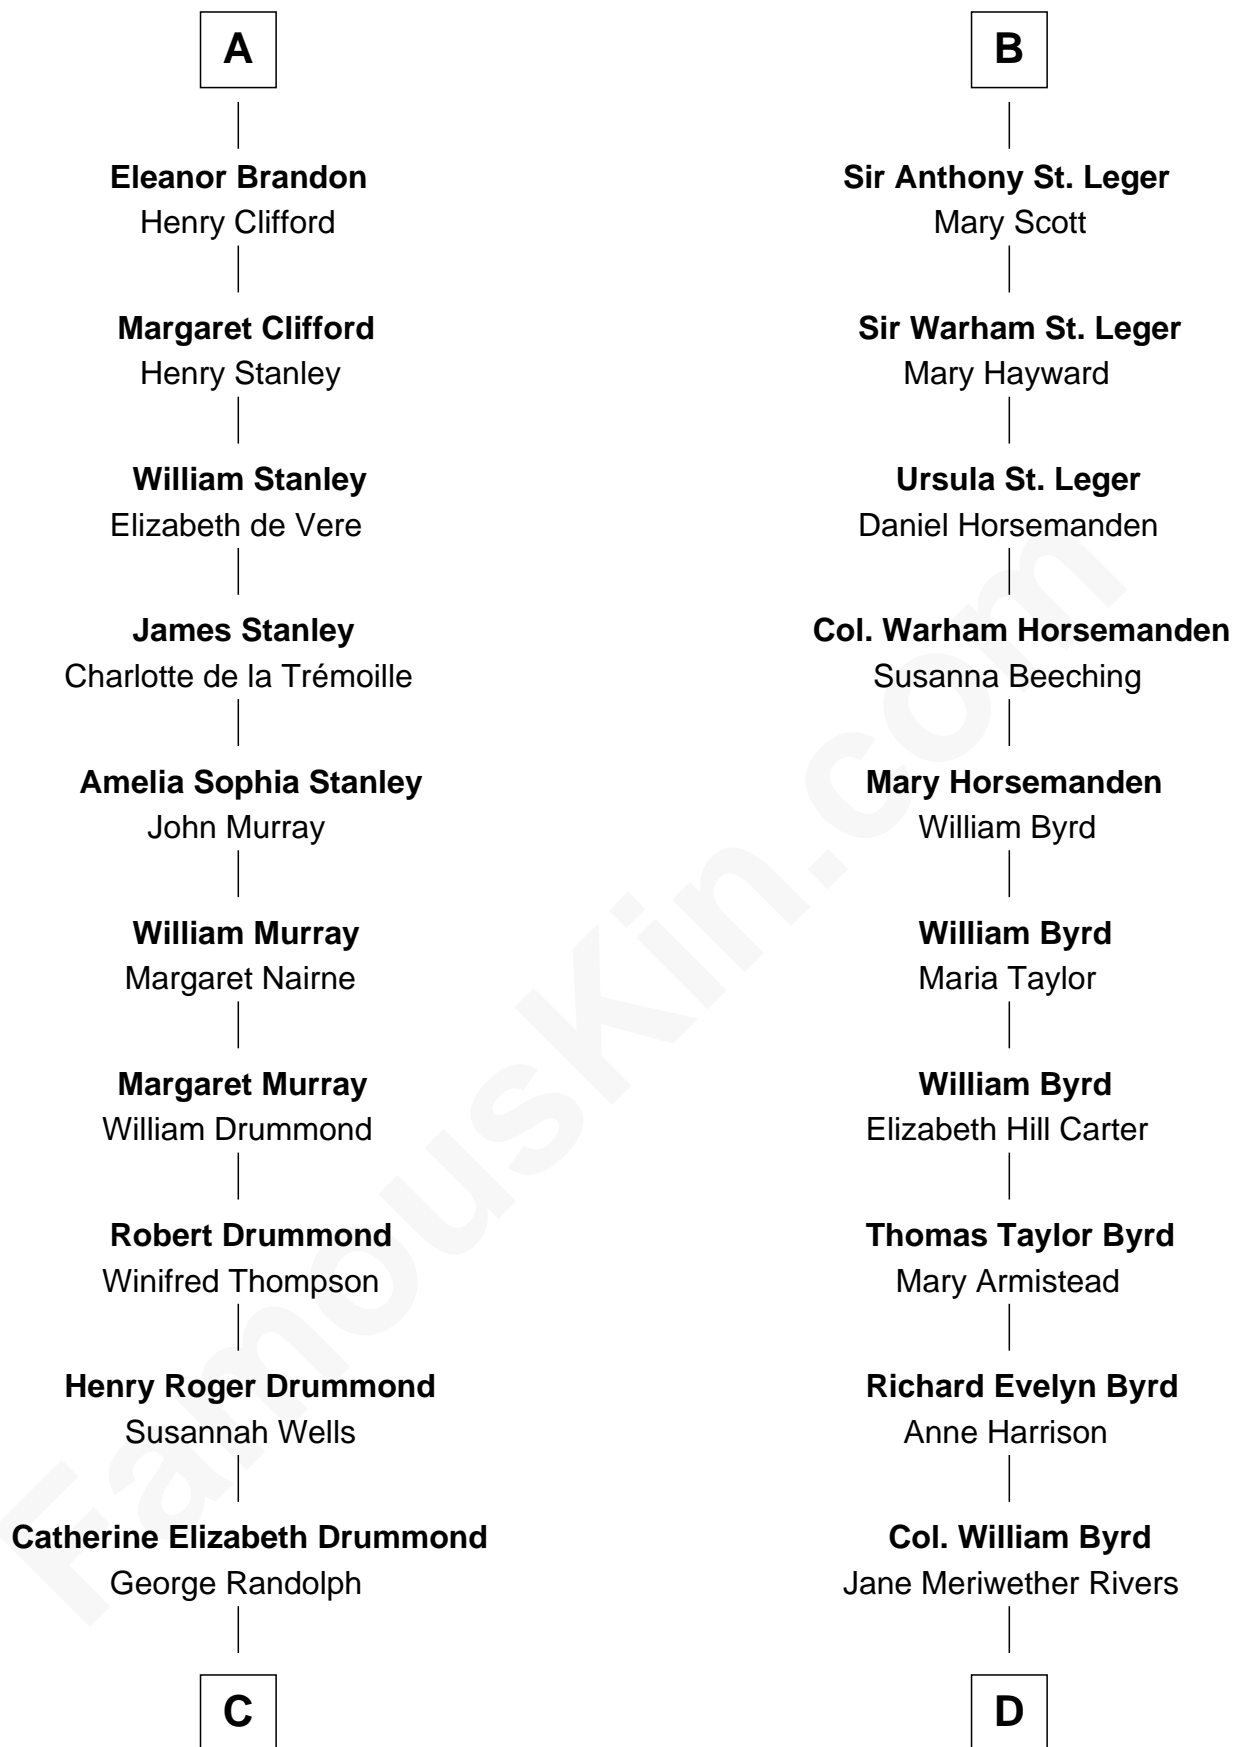 A
Eleanor Brandon
Henry Clifford
Margaret Clifford
Henry Stanley
William Stanley
Elizabeth de Vere
James Stanley
Charlotte de la Trémoille
Amelia Sophia Stanley
John Murray
William Murray
Margaret Nairne
Margaret Murray
William Drummond
Robert Drummond
Winifred Thompson
Henry Roger Drummond
Susannah Wells
Catherine Elizabeth Drummond
George Randolph
C
B
Sir Anthony St. Leger
Mary Scott
Sir Warham St. Leger
Mary Hayward
Ursula St. Leger
Daniel Horsemanden
Col. Warham Horsemanden
Susanna Beeching
Mary Horsemanden
William Byrd
William Byrd
Maria Taylor
William Byrd
Elizabeth Hill Carter
Thomas Taylor Byrd
Mary Armistead
Richard Evelyn Byrd
Anne Harrison
Col. William Byrd
Jane Meriwether Rivers
D
FamousKin.com